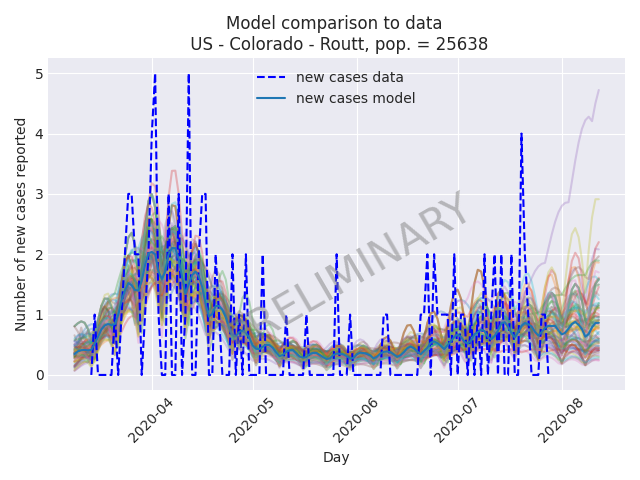 Model comparison to data
US - Colorado - Routt, pop. = 25638
new cases data
new cases model
Number of new cases reported
5
4
3
2
1
0
PRELIMINARY
2020-04
2020-05
2020-06
2020-07
2020-08
Day